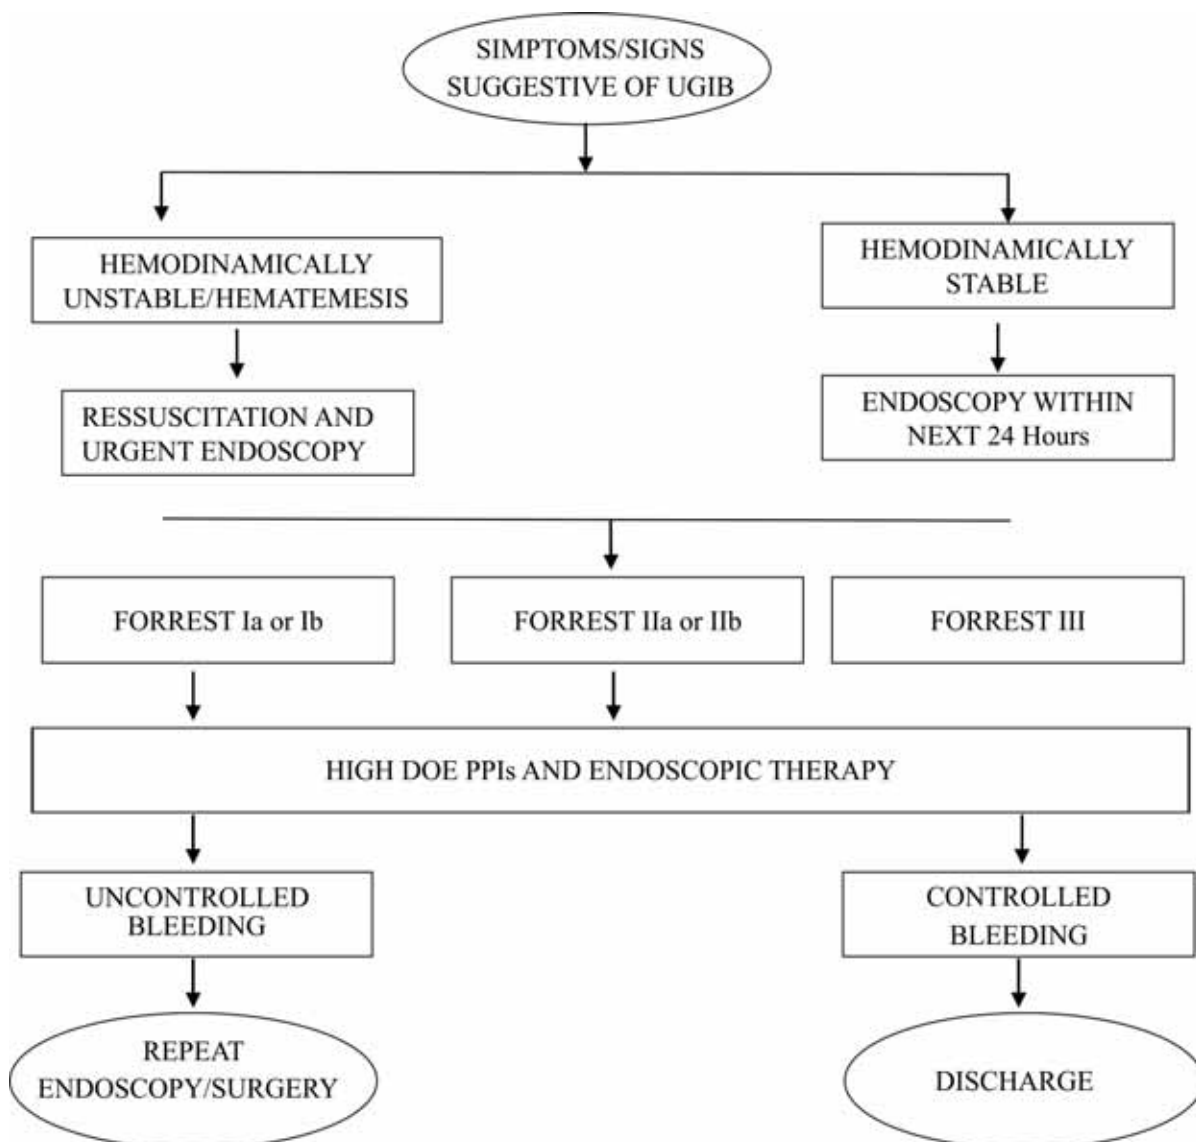 SIMPTOMS/SIGNS
SUGGESTIVE OF UGIB
HEMODINAMICALLY
UNSTABLE/HEMATEMESIS
HEMODINAMICALLY
STABLE
RESSUSCITATION AND
URGENT ENDOSCOPY
ENDOSCOPY WITHIN
NEXT 24 Hours
FORREST Ia or Ib
FORREST IIa or IIb
FORREST III
HIGH DOE PPIs AND ENDOSCOPIC THERAPY
UNCONTROLLED
BLEEDING
CONTROLLED
BLEEDING
REPEAT
ENDOSCOPY/SURGERY
DISCHARGE